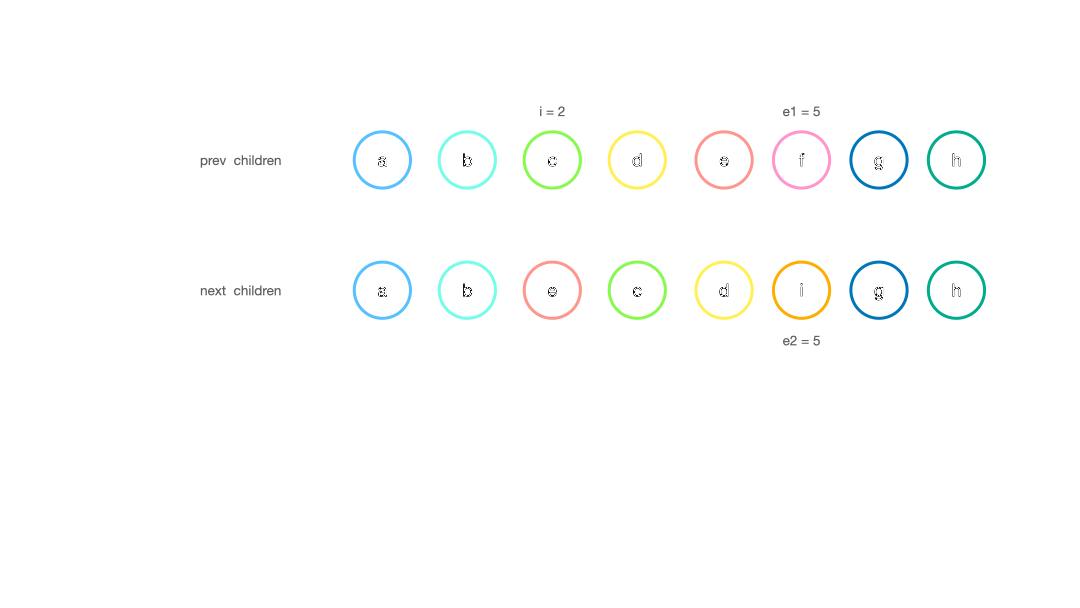 i = 2 e1 = 5
prev children a b c d e f g h
next children a b e c d i g h
e2 = 5